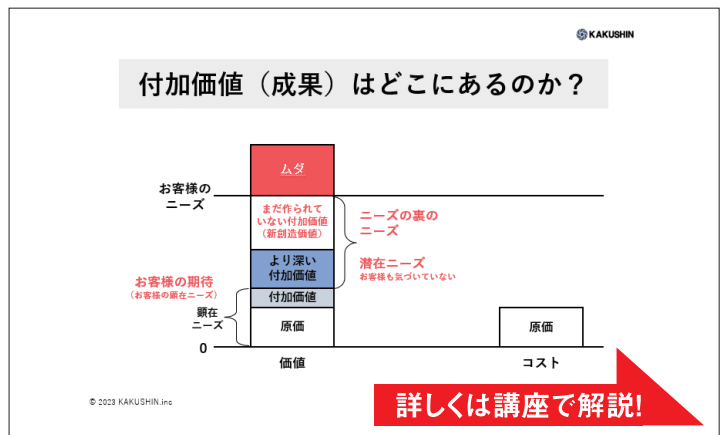 KAKUSHIN
付加価値（成果）はどこにあるのか？
ムダ
お客様の
ニーズ
まだ作られて
いない付加価値
（新創造価値）
ニーズの裏の
ニーズ
より深い
付加価値
潜在ニーズ
お客様も気づいていない
お客様の期待
（お客様の顕在ニーズ）
付加価値
顕在
ニーズ
原価
原価
0
価値
コスト
© 2023 KAKUSHIN.inc
詳しくは講座で解説!